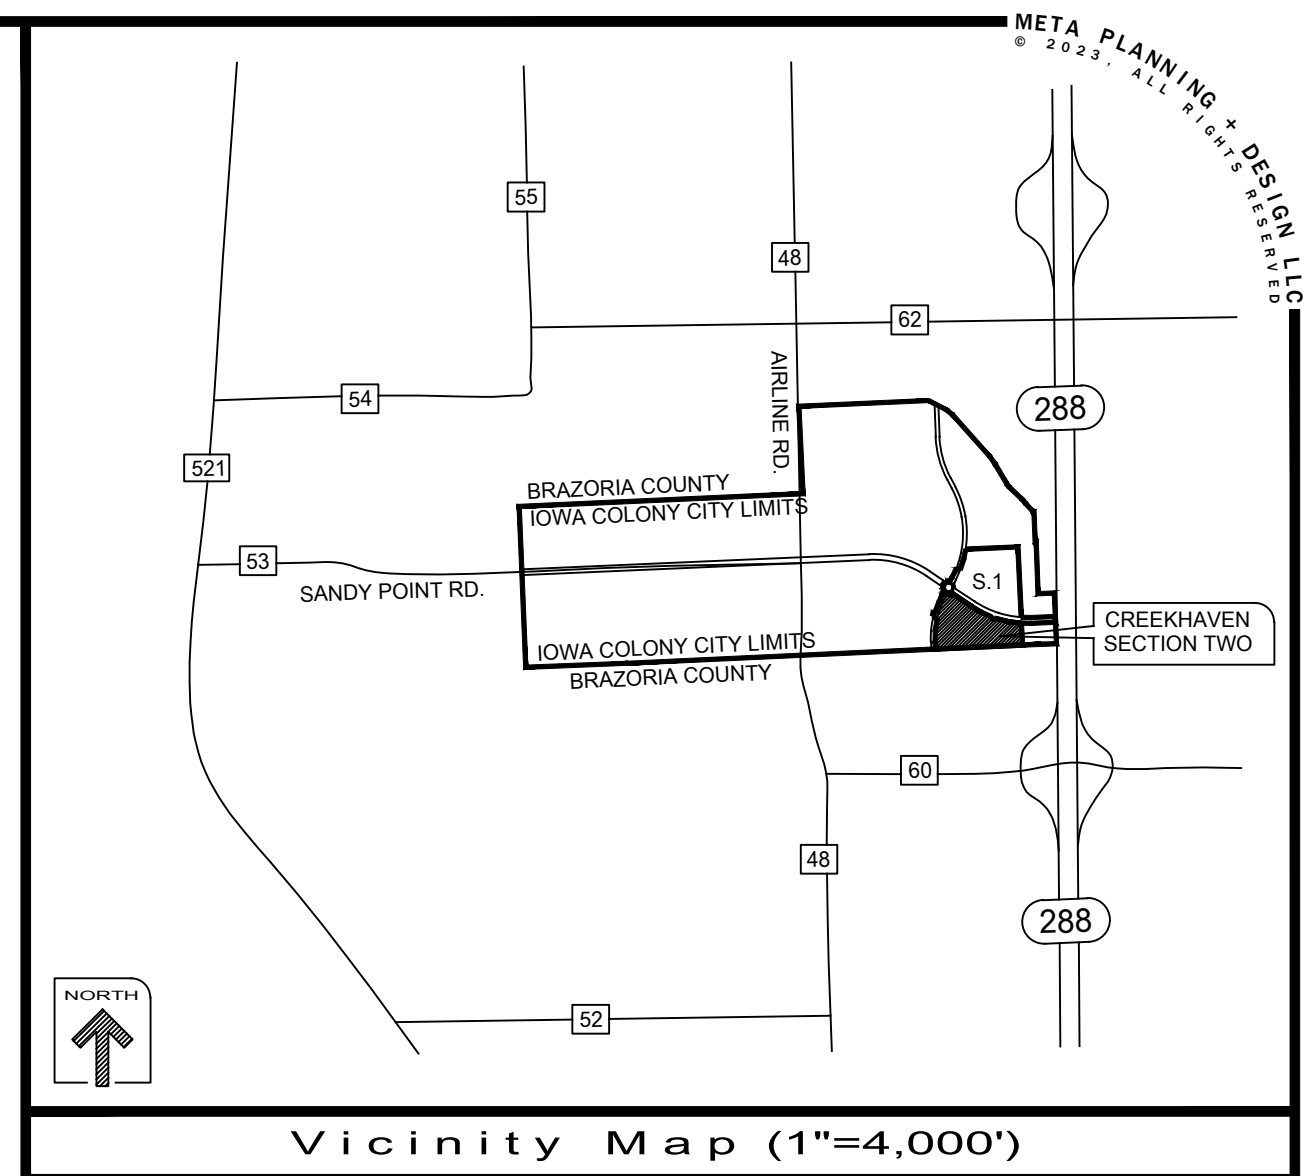 META PLANNING + DESIGN LLC
© 2023, ALL RIGHTS RESERVED
55
48
62
AIRLINE RD.
54
288
521
BRAZORIA COUNTY
IOWA COLONY CITY LIMITS
53
SANDY POINT RD.
S.1
CREEKHAVEN
SECTION TWO
IOWA COLONY CITY LIMITS
BRAZORIA COUNTY
60
48
288
NORTH
52
Vicinity Map (1"=4,000')